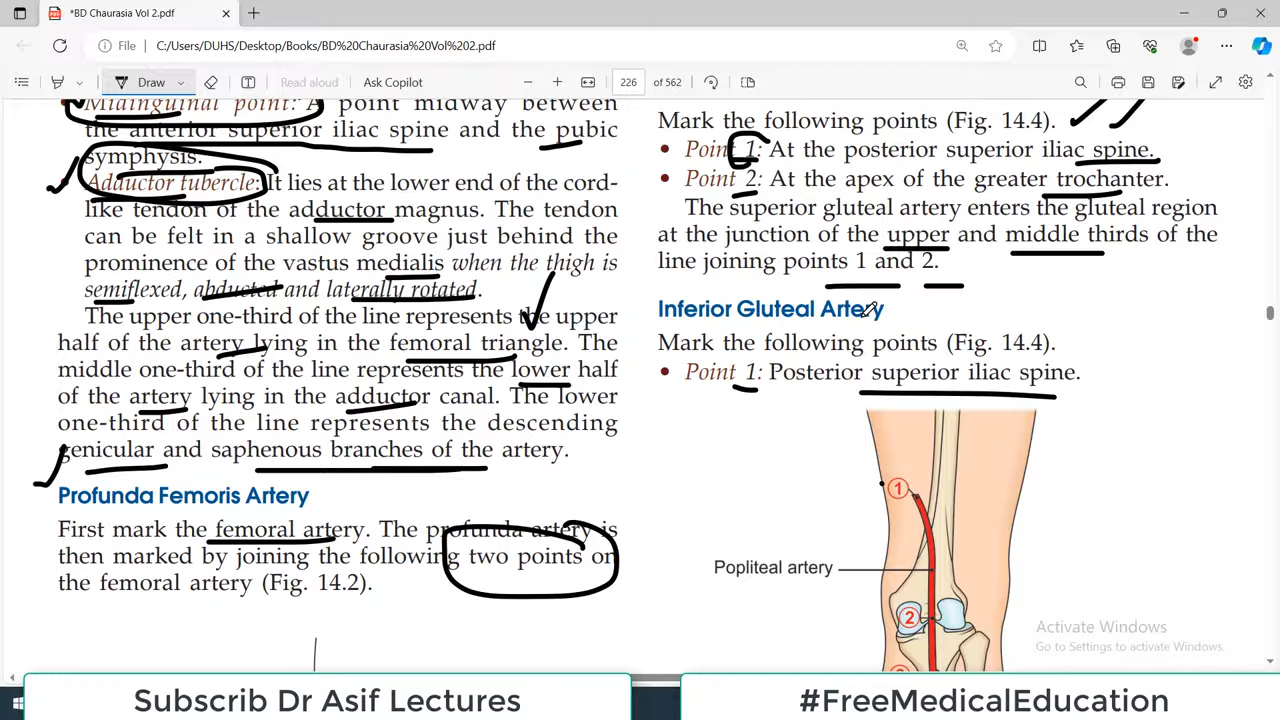 *BD Chaurasia Vol 2.pdf
File C:/Users/DUHS/Desktop/Books/BD%20Chaurasia%20Vol%202.pdf
Draw Read aloud Ask Copilot 226 of 562
Midinguinal point: A point midway between
the anterior superior iliac spine and the pubic
symphysis.
• Adductor tubercle: It lies at the lower end of the cord-
like tendon of the adductor magnus. The tendon
can be felt in a shallow groove just behind the
prominence of the vastus medialis when the thigh is
semiflexed, abducted and laterally rotated.
The upper one-third of the line represents the upper
half of the artery lying in the femoral triangle. The
middle one-third of the line represents the lower half
of the artery lying in the adductor canal. The lower
one-third of the line represents the descending
genicular and saphenous branches of the artery.
Profunda Femoris Artery
First mark the femoral artery. The profunda artery is
then marked by joining the following two points on
the femoral artery (Fig. 14.2).
Mark the following points (Fig. 14.4).
• Point 1: At the posterior superior iliac spine.
• Point 2: At the apex of the greater trochanter.
The superior gluteal artery enters the gluteal region
at the junction of the upper and middle thirds of the
line joining points 1 and 2.
Inferior Gluteal Artery
Mark the following points (Fig. 14.4).
• Point 1: Posterior superior iliac spine.
1
Popliteal artery
2
Activate Windows
Go to Settings to activate Windows.
Subscrib Dr Asif Lectures
#FreeMedicalEducation